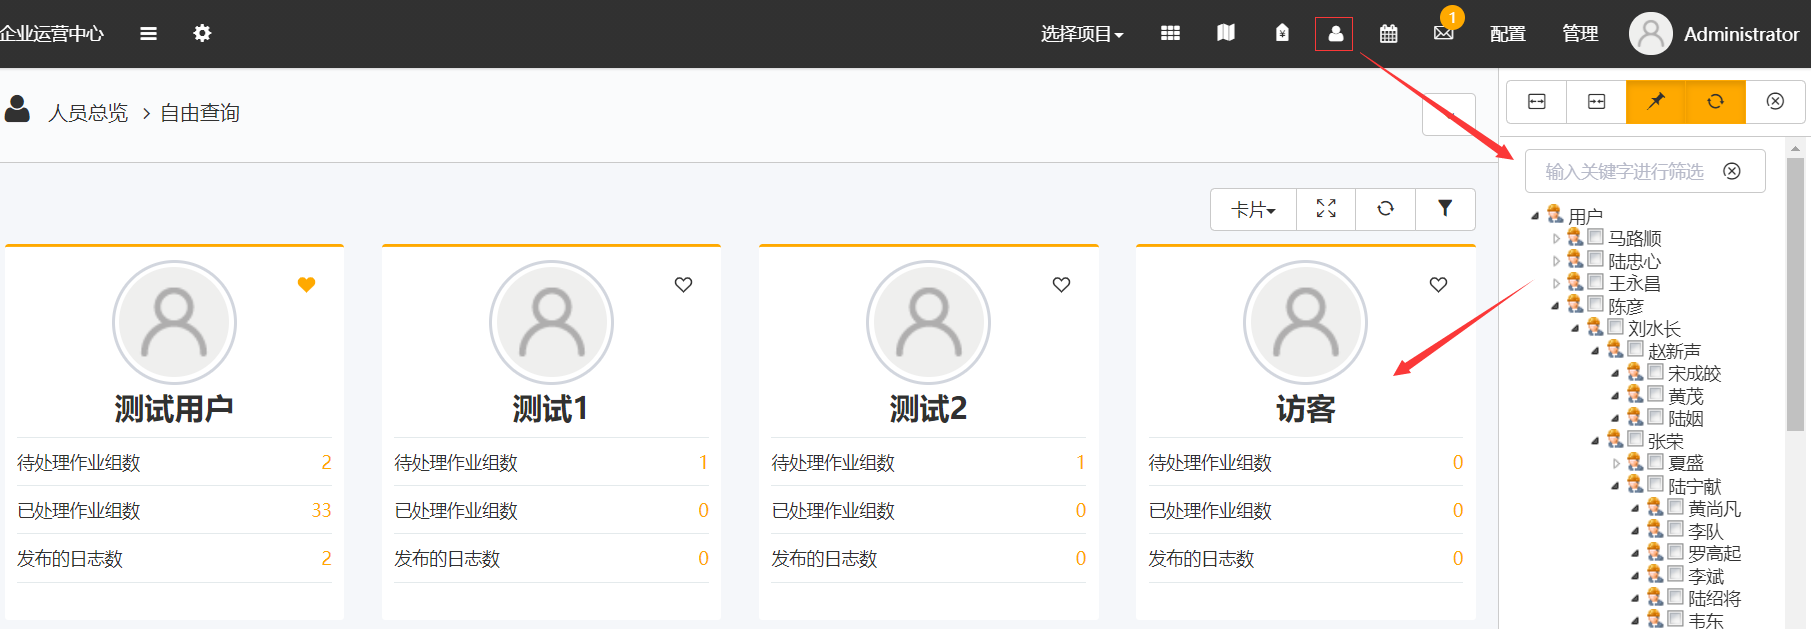 企业运营中心 选择项目 1 配置 管理 Administrator
人员总览 > 自由查询
卡片
测试用户
待处理作业组数 2
已处理作业组数 33
发布的日志数 2
测试1
待处理作业组数 1
已处理作业组数 0
发布的日志数 0
测试2
待处理作业组数 1
已处理作业组数 0
发布的日志数 0
访客
待处理作业组数 0
已处理作业组数 0
发布的日志数 0
输入关键字进行筛选
用户
马路顺
陆忠心
王永昌
陈彦
刘水长
赵新声
宋成皎
黄茂
陆姻
张荣
夏盛
陆宁献
黄尚凡
李队
罗高起
李斌
陆绍将
韦东